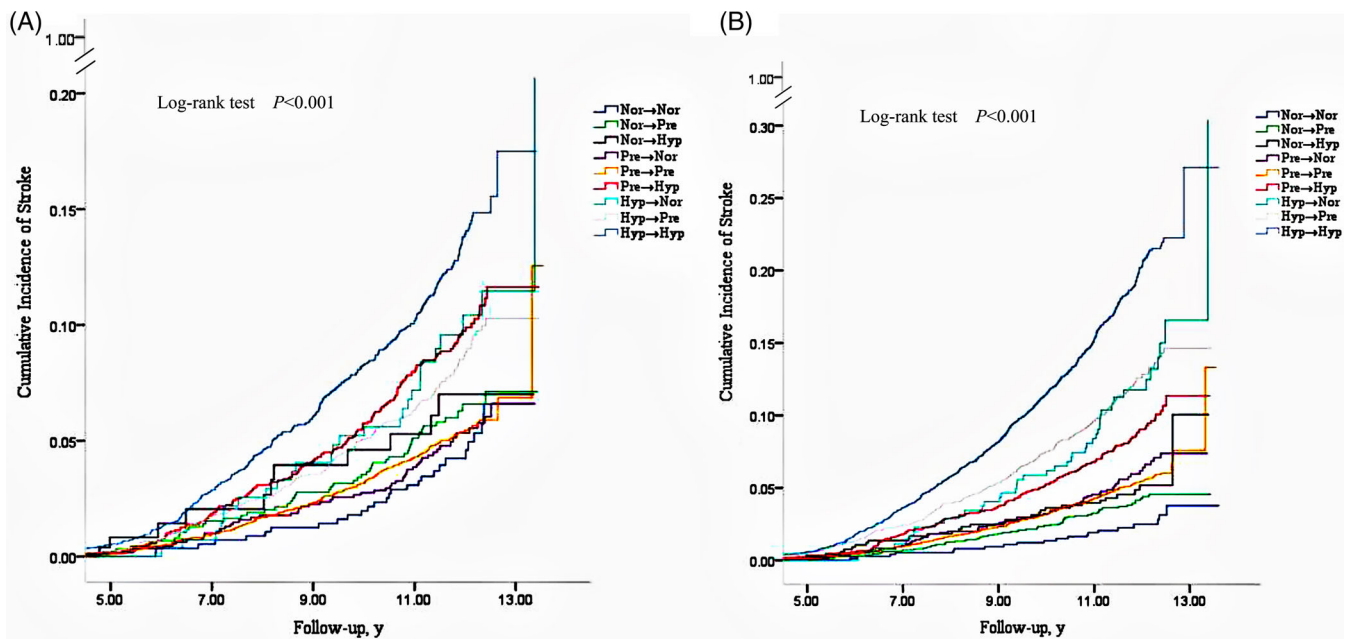 (A)
1.00
0.20
0.15
0.10
0.05
0.00
Cumulative Incidence of Stroke
Log-rank test P<0.001
Nor→Nor
Nor→Pre
Nor→Hyp
Pre→Nor
Pre→Pre
Pre→Hyp
Hyp→Nor
Hyp→Pre
Hyp→Hyp
5.00 7.00 9.00 11.00 13.00
Follow-up, y
(B)
1.00
0.30
0.25
0.20
0.15
0.10
0.05
0.00
Cumulative Incidence of Stroke
Log-rank test P<0.001
Nor→Nor
Nor→Pre
Nor→Hyp
Pre→Nor
Pre→Pre
Pre→Hyp
Hyp→Nor
Hyp→Pre
Hyp→Hyp
5.00 7.00 9.00 11.00 13.00
Follow-up, y